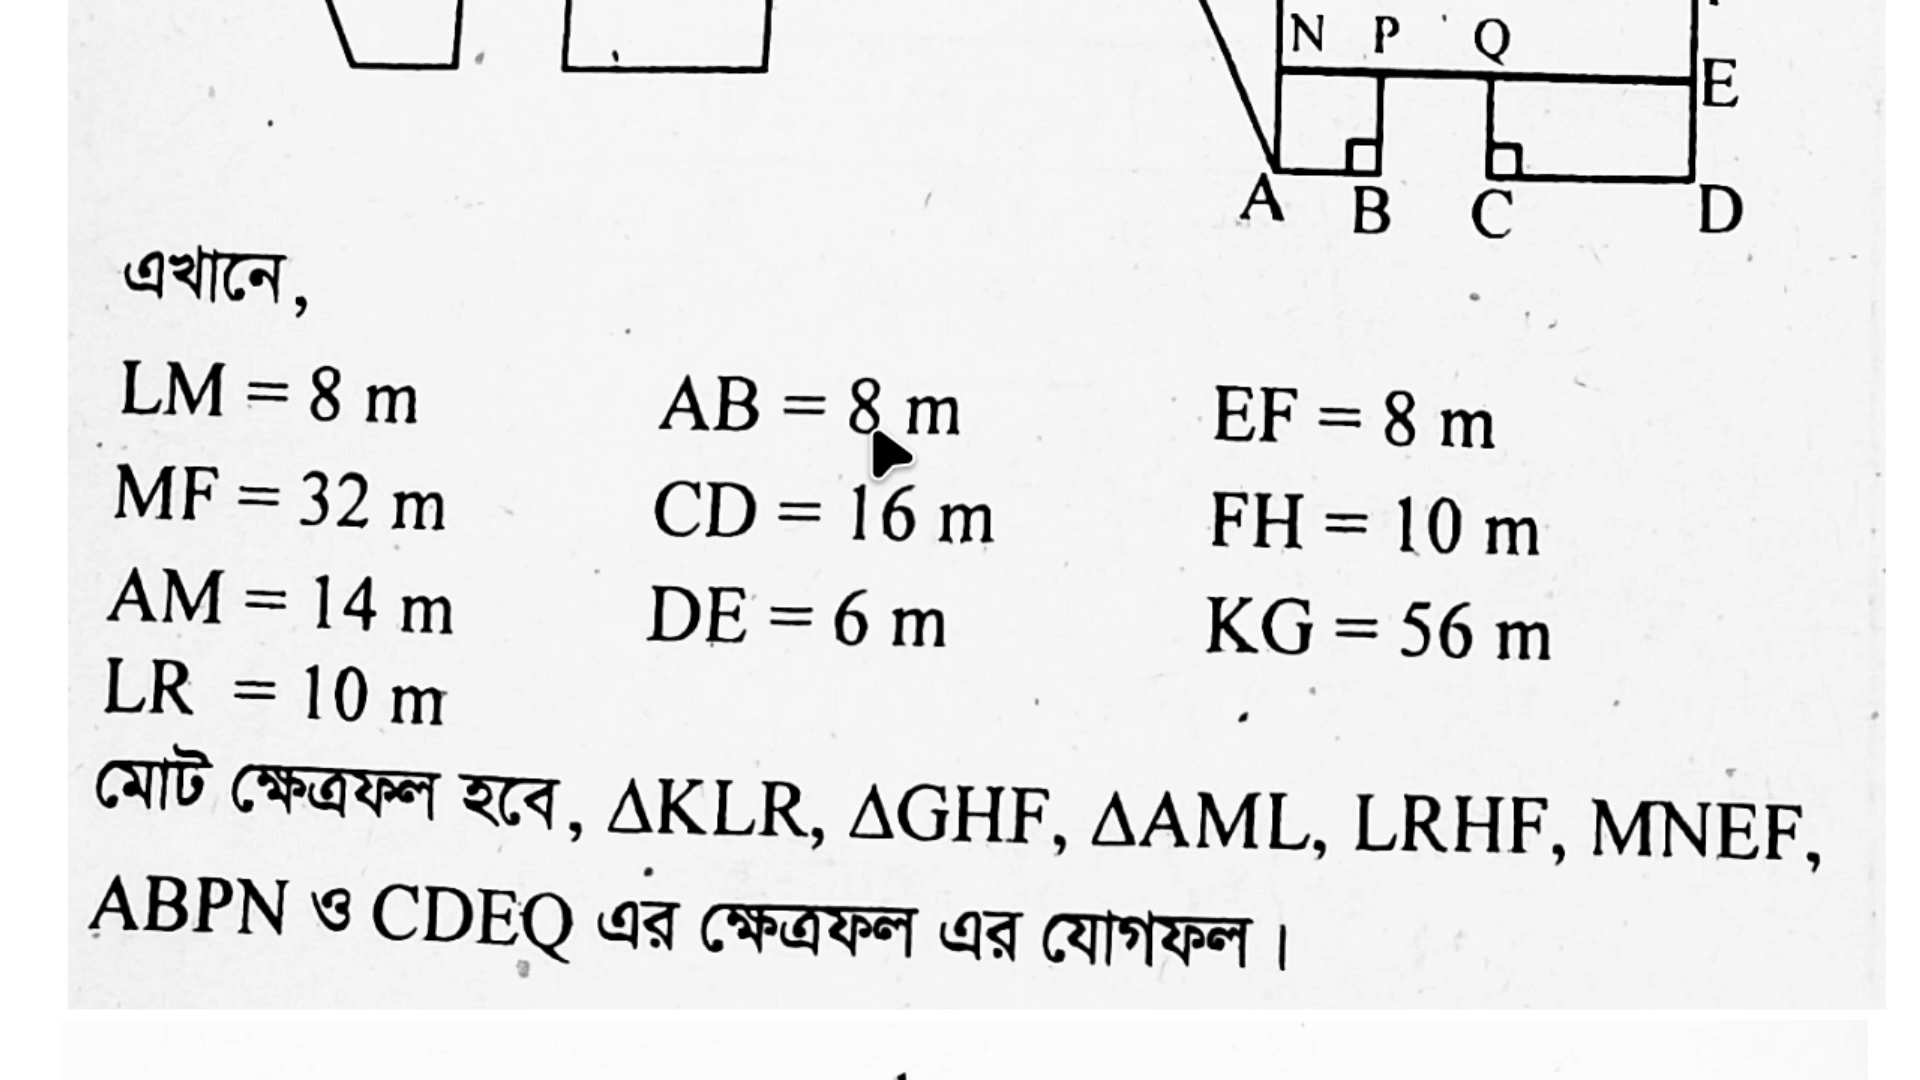 N P Q
E
A B C D
এখানে,
LM = 8 m AB = 8 m EF = 8 m
MF = 32 m CD = 16 m FH = 10 m
AM = 14 m DE = 6 m KG = 56 m
LR = 10 m
মোট ক্ষেত্রফল হবে, ΔKLR, ΔGHF, ΔAML, LRHF, MNEF,
ABPN ও CDEQ এর ক্ষেত্রফল এর যোগফল।